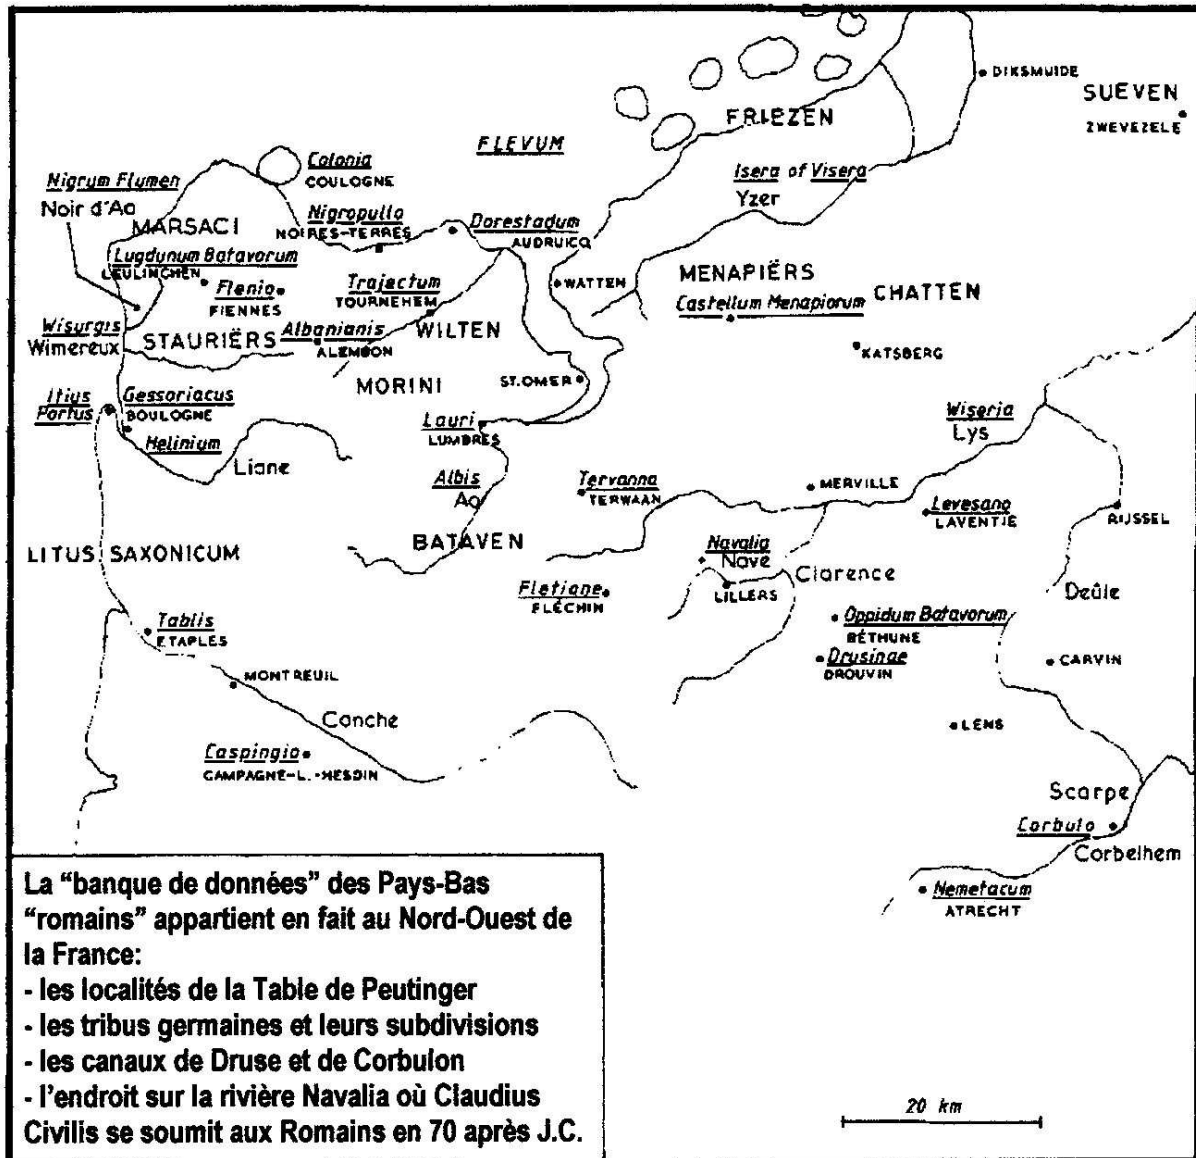 DIKSMUIDE
SUEVEN
ZWEVEZELE
FRIEZEN
FLEVUM
Colonia
COULOGNE
Nigrum Flumen
Noir d'Aa
MARSACI
Isera of Visera
Yzer
Nigropullo
NOIRES-TERRES
Dorestadum
AUDRUICQ
Lugdunum Batavorum
LEULINGHEN
Flenio
FIENNES
Trajectum
TOURNEHEM
WATTEN
MENAPIËRS
CHATTEN
Castellum Menapiorum
Wisurgis
Wimereux
STAURIËRS
Albanianis
ALEMBON
WILTEN
KATSBERG
MORINI
ST.OMER
Itius
Portus
Gessoriacus
BOULOGNE
Helinium
Liane
Lauri
LUMBRES
Wiseria
Lys
Albis
Aa
Tervanna
TERWAAN
MERVILLE
Levesano
LAVENTJE
RIJSSEL
LITUS SAXONICUM
BATAVEN
Navalia
Nave
LILLERS
Clarence
Fletiane
FLÉCHIN
Deûle
Oppidum Batavorum
BÉTHUNE
Drusinae
DROUVIN
CARVIN
Tablis
ETAPLES
MONTREUIL
Canche
LENS
Caspingio
CAMPAGNE-L.-HESDIN
Scarpe
Corbulo
Corbelhem
Nemetacum
ATRECHT
La “banque de données” des Pays-Bas
“romains” appartient en fait au Nord-Ouest de
la France:
- les localités de la Table de Peutinger
- les tribus germaines et leurs subdivisions
- les canaux de Druse et de Corbulon
- l'endroit sur la rivière Navalia où Claudius
Civilis se soumit aux Romains en 70 après J.C.
20 km